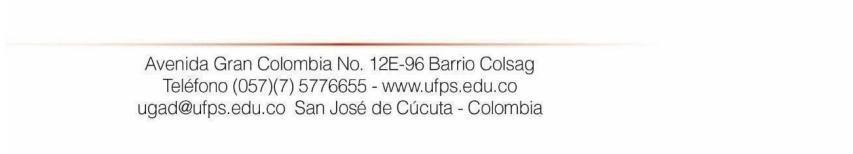 Avenida Gran Colombia No. 12E-96 Barrio Colsag
Teléfono (057)(7) 5776655 - www.ufps.edu.co
ugad@ufps.edu.co San José de Cúcuta - Colombia